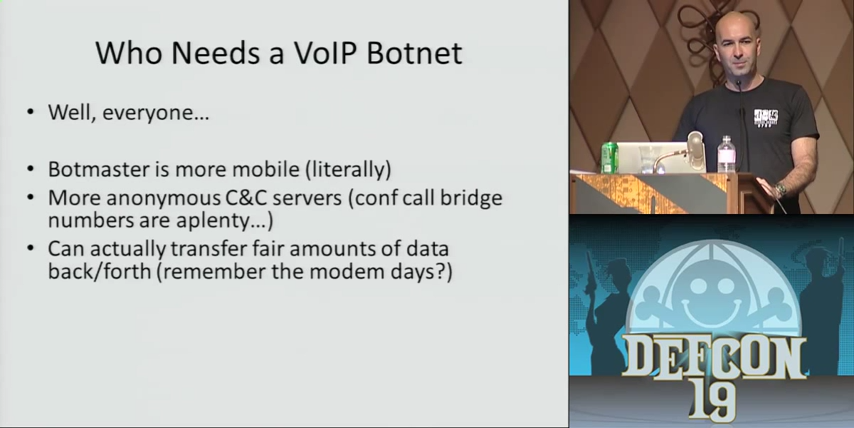 Who Needs a VoIP Botnet
• Well, everyone…
• Botmaster is more mobile (literally)
• More anonymous C&C servers (conf call bridge
numbers are aplenty…)
• Can actually transfer fair amounts of data
back/forth (remember the modem days?)
DEFCON
19